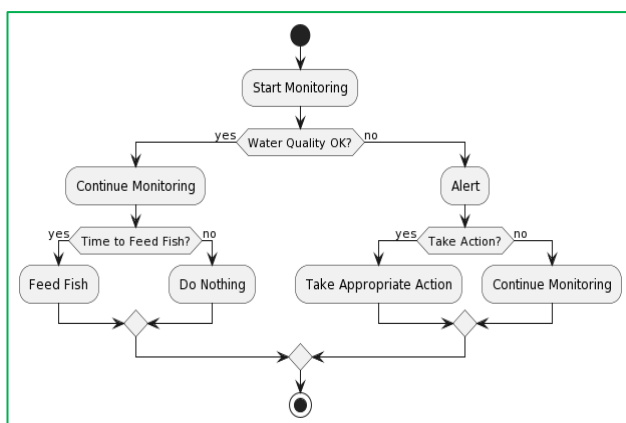 Start Monitoring
yes
Water Quality OK?
no
Continue Monitoring
Alert
yes
Time to Feed Fish?
no
yes
Take Action?
no
Feed Fish
Do Nothing
Take Appropriate Action
Continue Monitoring